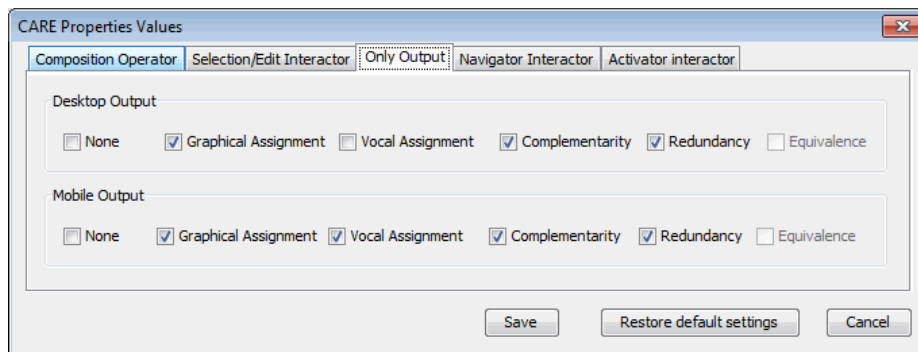 CARE Properties Values
Composition Operator Selection/Edit Interactor Only Output Navigator Interactor Activator interactor
Desktop Output
None Graphical Assignment Vocal Assignment Complementarity Redundancy Equivalence
Mobile Output
None Graphical Assignment Vocal Assignment Complementarity Redundancy Equivalence
Save Restore default settings Cancel